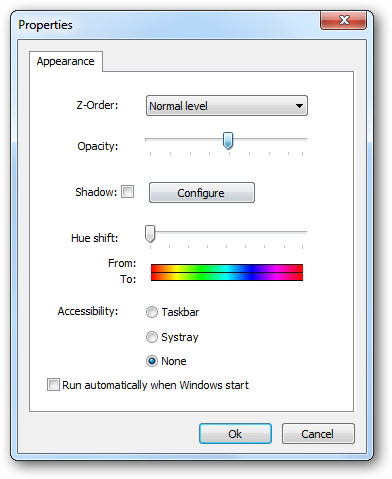 Properties
Appearance
Z-Order: Normal level
Opacity:
Shadow: Configure
Hue shift:
From:
To:
Accessibility: Taskbar
Systray
None
Run automatically when Windows start
Ok Cancel